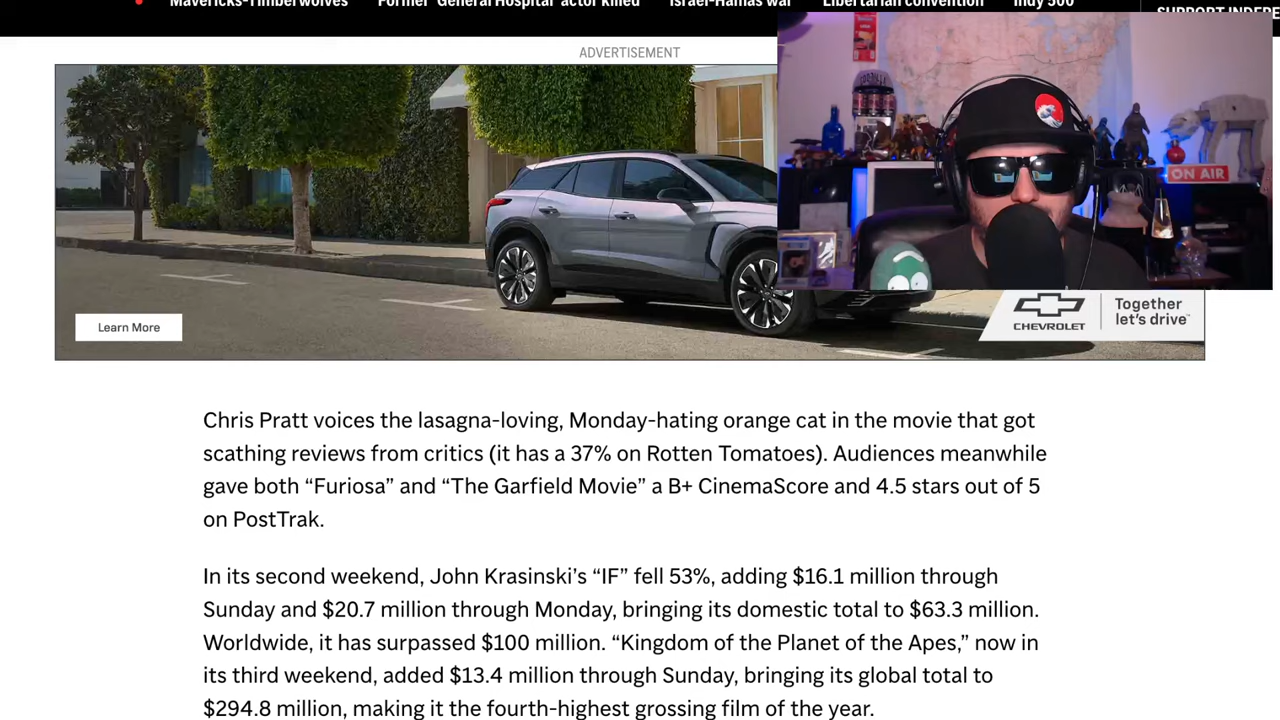 Mavericks-Timberwolves Former 'General Hospital' actor killed Israel-Hamas war Libertarian convention Indy 500
SUPPORT INDEPE
ADVERTISEMENT
ON AIR
Learn More
CHEVROLET
Together
let's drive
Chris Pratt voices the lasagna-loving, Monday-hating orange cat in the movie that got
scathing reviews from critics (it has a 37% on Rotten Tomatoes). Audiences meanwhile
gave both “Furiosa” and “The Garfield Movie” a B+ CinemaScore and 4.5 stars out of 5
on PostTrak.
In its second weekend, John Krasinski’s “IF” fell 53%, adding $16.1 million through
Sunday and $20.7 million through Monday, bringing its domestic total to $63.3 million.
Worldwide, it has surpassed $100 million. “Kingdom of the Planet of the Apes,” now in
its third weekend, added $13.4 million through Sunday, bringing its global total to
$294.8 million, making it the fourth-highest grossing film of the year.